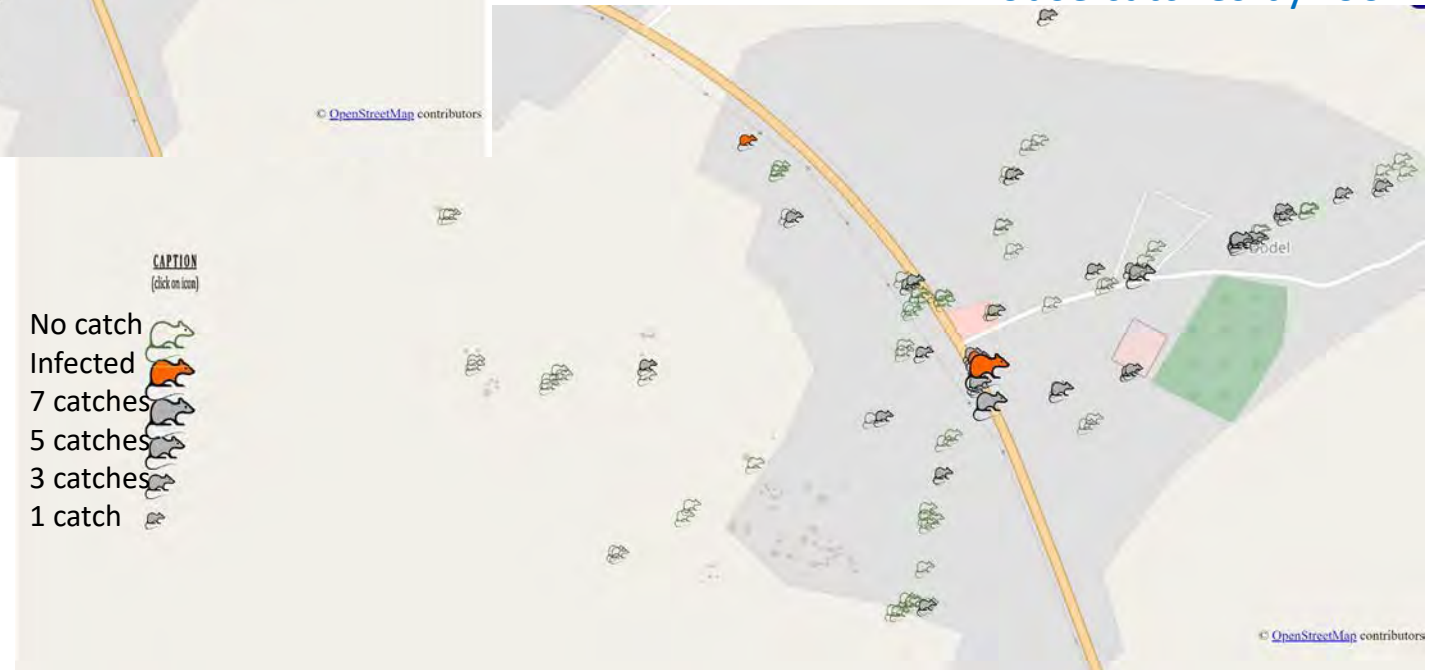 © OpenStreetMap contributors
CAPTION
(click on icon)
No catch
Infected
7 catches
5 catches
3 catches
1 catch
Dodel
© OpenStreetMap contributors